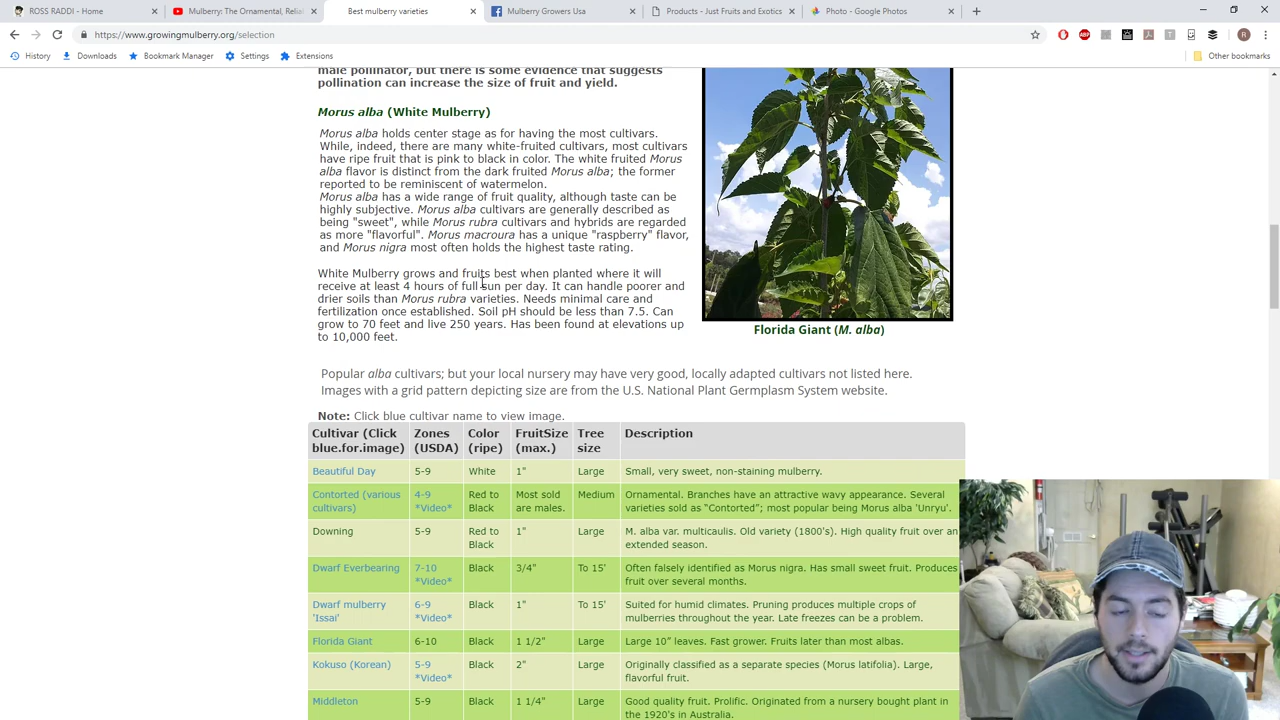 ROSS RADDI - Home
Mulberry: The Ornamental, Relia
Best mulberry varieties
Mulberry Growers Usa
Products - Just Fruits and Exotics
Photo - Google Photos
https://www.growingmulberry.org/selection
History
Downloads
Bookmark Manager
Settings
Extensions
Other bookmarks
male pollinator, but there is some evidence that suggests
pollination can increase the size of fruit and yield.
Morus alba (White Mulberry)
Morus alba holds center stage as for having the most cultivars.
While, indeed, there are many white-fruited cultivars, most cultivars
have ripe fruit that is pink to black in color. The white fruited Morus
alba flavor is distinct from the dark fruited Morus alba; the former
reported to be reminiscent of watermelon.
Morus alba has a wide range of fruit quality, although taste can be
highly subjective. Morus alba cultivars are generally described as
being "sweet", while Morus rubra cultivars and hybrids are regarded
as more "flavorful". Morus macroura has a unique "raspberry" flavor,
and Morus nigra most often holds the highest taste rating.
White Mulberry grows and fruits best when planted where it will
receive at least 4 hours of full sun per day. It can handle poorer and
drier soils than Morus rubra varieties. Needs minimal care and
fertilization once established. Soil pH should be less than 7.5. Can
grow to 70 feet and live 250 years. Has been found at elevations up
to 10,000 feet.
Florida Giant (M. alba)
Popular alba cultivars; but your local nursery may have very good, locally adapted cultivars not listed here.
Images with a grid pattern depicting size are from the U.S. National Plant Germplasm System website.
Note: Click blue cultivar name to view image.
Cultivar (Click Zones Color FruitSize Tree Description
blue.for.image) (USDA) (ripe) (max.) size
Beautiful Day 5-9 White 1" Large Small, very sweet, non-staining mulberry.
Contorted (various 4-9 Red to Most sold Medium Ornamental. Branches have an attractive wavy appearance. Several
cultivars) *Video* Black are males. varieties sold as "Contorted"; most popular being Morus alba 'Unryu'.
Downing 5-9 Red to 1" Large M. alba var. multicaulis. Old variety (1800's). High quality fruit over an
Black extended season.
Dwarf Everbearing 7-10 Black 3/4" To 15' Often falsely identified as Morus nigra. Has small sweet fruit. Produces
*Video* fruit over several months.
Dwarf mulberry 6-9 Black 1" To 15' Suited for humid climates. Pruning produces multiple crops of
'Issai' *Video* mulberries throughout the year. Late freezes can be a problem.
Florida Giant 6-10 Black 1 1/2" Large Large 10" leaves. Fast grower. Fruits later than most albas.
Kokuso (Korean) 5-9 Black 2" Large Originally classified as a separate species (Morus latifolia). Large,
*Video* flavorful fruit.
Middleton 5-9 Black 1 1/4" Large Good quality fruit. Prolific. Originated from a nursery bought plant in
the 1920's in Australia.